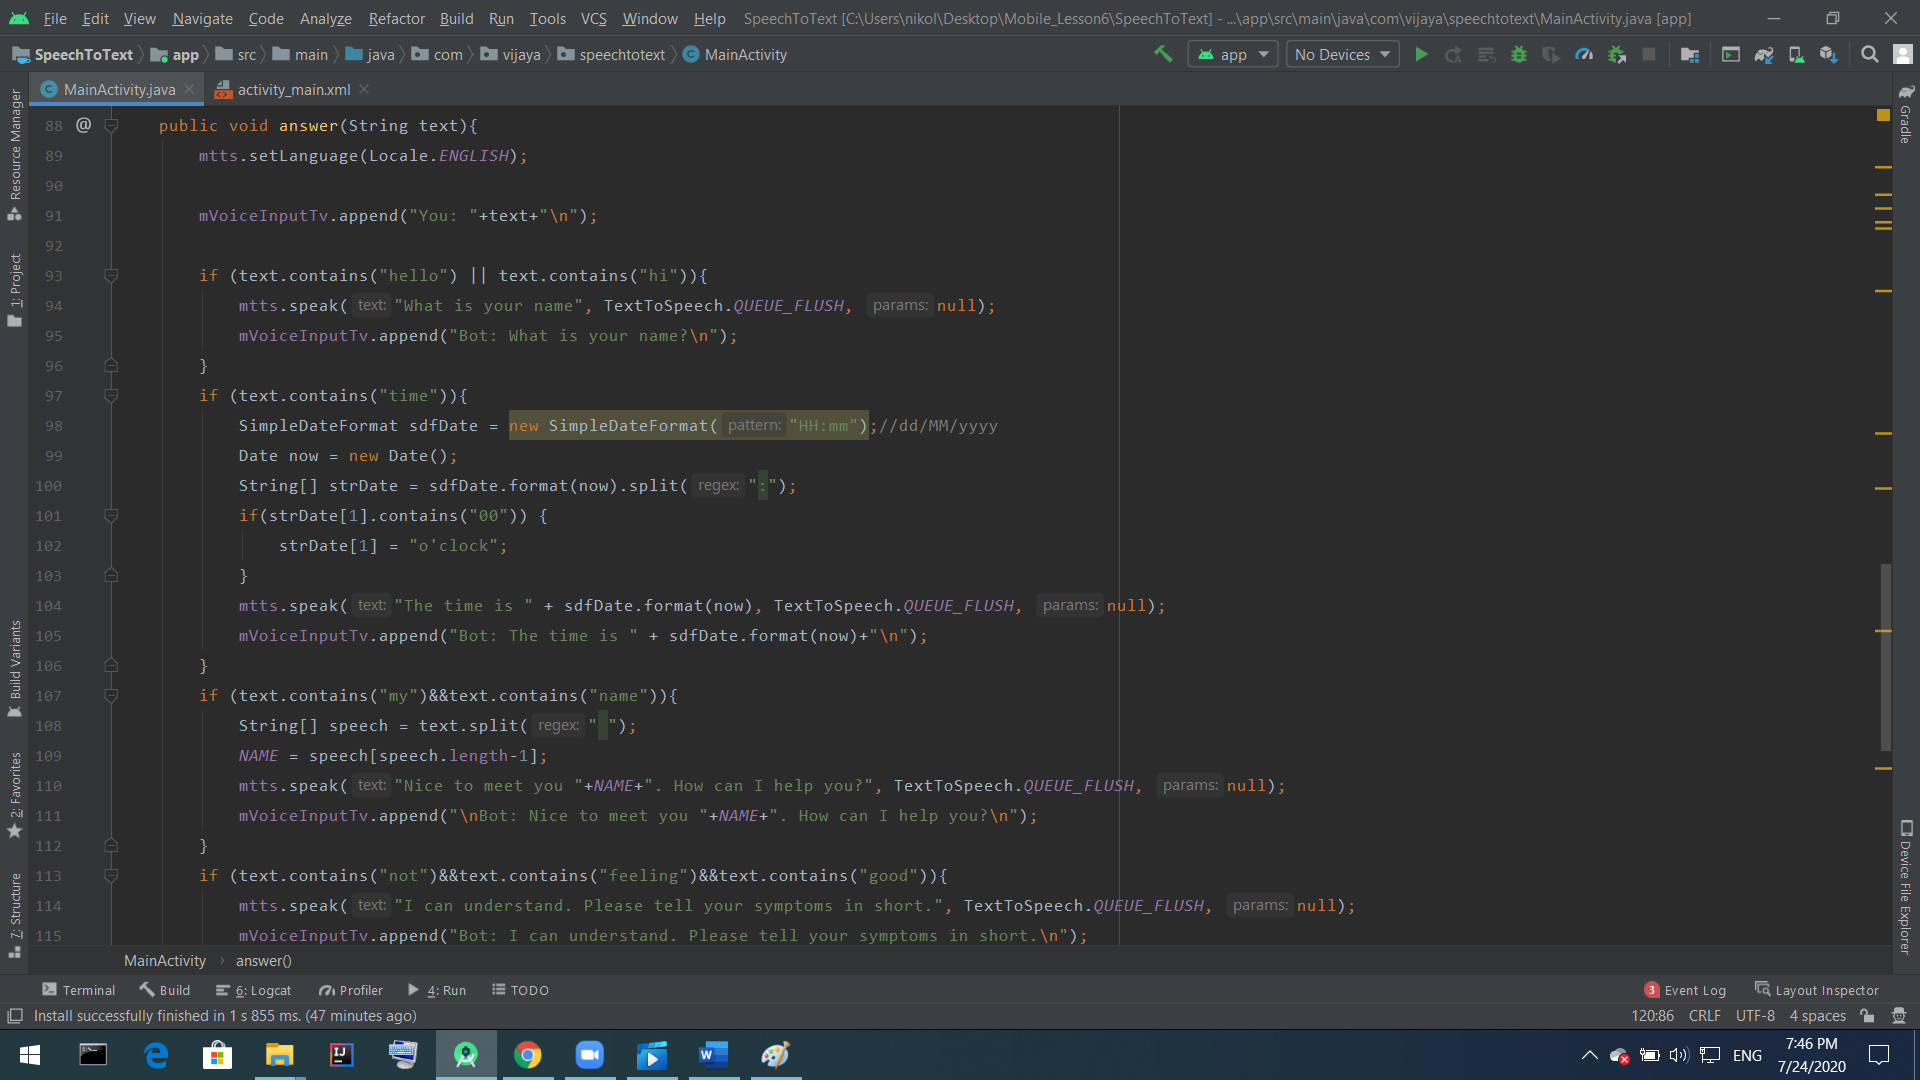 File Edit View Navigate Code Analyze Refactor Build Run Tools VCS Window Help SpeechToText [C:\Users\nikol\Desktop\Mobile_Lesson6\SpeechToText] - ...\app\src\main\java\com\vijaya\speechtotext\MainActivity.java [app]
SpeechToText app src main java com vijaya speechtotext MainActivity app No Devices
MainActivity.java activity_main.xml
88 @ public void answer(String text){
89 mtts.setLanguage(Locale.ENGLISH);
90
91 mVoiceInputTv.append("You: "+text+"\n");
92
93 if (text.contains("hello") || text.contains("hi")){
94 mtts.speak( text: "What is your name", TextToSpeech.QUEUE_FLUSH, params: null);
95 mVoiceInputTv.append("Bot: What is your name?\n");
96 }
97 if (text.contains("time")){
98 SimpleDateFormat sdfDate = new SimpleDateFormat( pattern: "HH:mm");//dd/MM/yyyy
99 Date now = new Date();
100 String[] strDate = sdfDate.format(now).split( regex: ":");
101 if(strDate[1].contains("00")) {
102 strDate[1] = "o'clock";
103 }
104 mtts.speak( text: "The time is " + sdfDate.format(now), TextToSpeech.QUEUE_FLUSH, params: null);
105 mVoiceInputTv.append("Bot: The time is " + sdfDate.format(now)+"\n");
106 }
107 if (text.contains("my")&&text.contains("name")){
108 String[] speech = text.split( regex: " ");
109 NAME = speech[speech.length-1];
110 mtts.speak( text: "Nice to meet you "+NAME+". How can I help you?", TextToSpeech.QUEUE_FLUSH, params: null);
111 mVoiceInputTv.append("\nBot: Nice to meet you "+NAME+". How can I help you?\n");
112 }
113 if (text.contains("not")&&text.contains("feeling")&&text.contains("good")){
114 mtts.speak( text: "I can understand. Please tell your symptoms in short.", TextToSpeech.QUEUE_FLUSH, params: null);
115 mVoiceInputTv.append("Bot: I can understand. Please tell your symptoms in short.\n");
Resource Manager
1: Project
Build Variants
2: Favorites
7: Structure
Gradle
Device File Explorer
MainActivity answer()
Terminal Build 6: Logcat Profiler 4: Run TODO 3 Event Log Layout Inspector
Install successfully finished in 1 s 855 ms. (47 minutes ago) 120:86 CRLF UTF-8 4 spaces
ENG 7:46 PM
7/24/2020